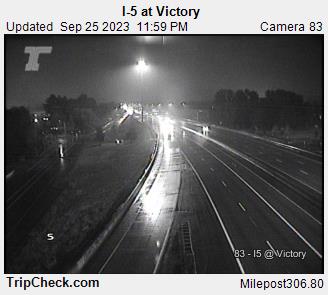 I-5 at Victory
Updated Sep 25 2023 11:59 PM Camera 83
T
S
83 - I5 @ Victory
TripCheck.com Milepost306.80